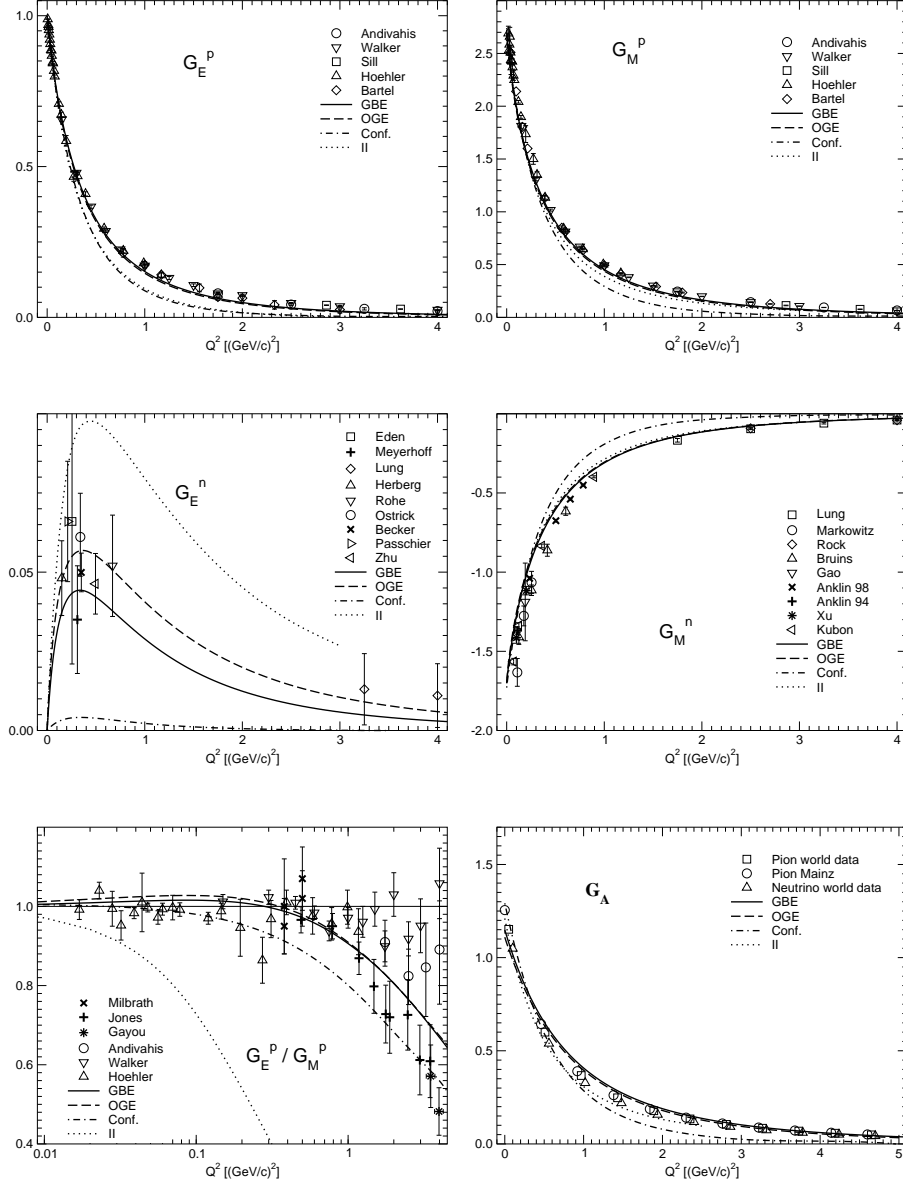 1.0
0.5
0.0
G_E^p
Andivahis
Walker
Sill
Hoehler
Bartel
GBE
OGE
Conf.
II
0 1 2 3 4
Q^2 [(GeV/c)^2]
2.5
2.0
1.5
1.0
0.5
0.0
G_M^p
Andivahis
Walker
Sill
Hoehler
Bartel
GBE
OGE
Conf.
II
0 1 2 3 4
Q^2 [(GeV/c)^2]
0.05
0.00
G_E^n
Eden
Meyerhoff
Lung
Herberg
Rohe
Ostrick
Becker
Passchier
Zhu
GBE
OGE
Conf.
II
0 1 2 3 4
Q^2 [(GeV/c)^2]
-0.5
-1.0
-1.5
-2.0
G_M^n
Lung
Markowitz
Rock
Bruins
Gao
Anklin 98
Anklin 94
Xu
Kubon
GBE
OGE
Conf.
II
0 1 2 3 4
Q^2 [(GeV/c)^2]
1.0
0.8
0.6
0.4
Milbrath
Jones
Gayou
Andivahis
Walker
Hoehler
GBE
OGE
Conf.
II
G_E^p / G_M^p
0.01 0.1 1
Q^2 [(GeV/c)^2]
1.5
1.0
0.5
0.0
G_A
Pion world data
Pion Mainz
Neutrino world data
GBE
OGE
Conf.
II
0 1 2 3 4 5
Q^2 [(GeV/c)^2]